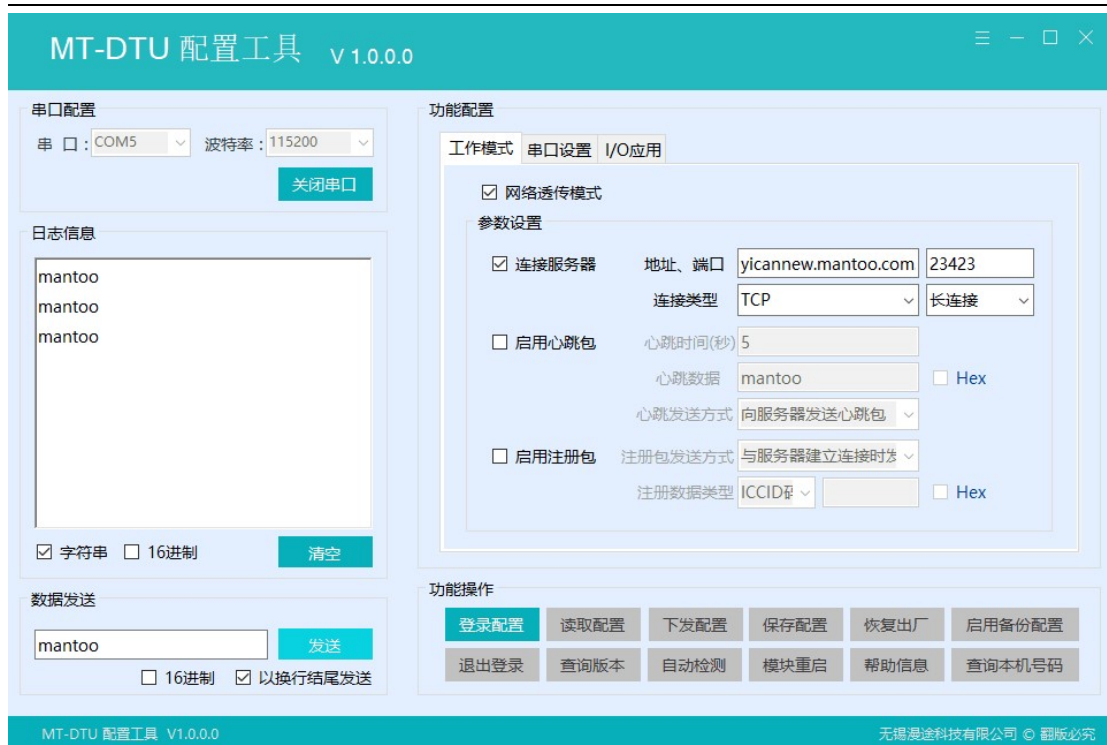 MT-DTU 配置工具 V 1.0.0.0
串口配置
串 口 : COM5 波特率 : 115200
关闭串口
日志信息
mantoo
mantoo
mantoo
字符串 16进制 清空
数据发送
mantoo 发送
16进制 以换行结尾发送
功能配置
工作模式 串口设置 I/O应用
网络透传模式
参数设置
连接服务器 地址、端口 yicannew.mantoo.com 23423
连接类型 TCP 长连接
启用心跳包 心跳时间(秒) 5
心跳数据 mantoo Hex
心跳发送方式 向服务器发送心跳包
启用注册包 注册包发送方式 与服务器建立连接时发
注册数据类型 ICCID码 Hex
功能操作
登录配置 读取配置 下发配置 保存配置 恢复出厂 启用备份配置
退出登录 查询版本 自动检测 模块重启 帮助信息 查询本机号码
MT-DTU 配置工具 V1.0.0.0 无锡漫途科技有限公司 © 翻版必究